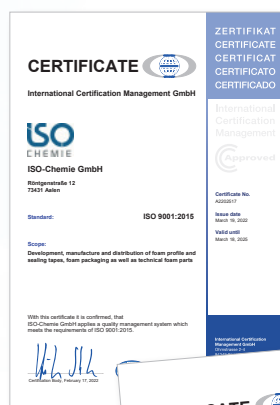 CERTIFICATE
International Certification Management GmbH
ISO
CHEMIE
ISO-Chemie GmbH
Röntgenstraße 12
73431 Aalen
Standard: ISO 9001:2015
Scope:
Development, manufacture and distribution of foam profile and
sealing tapes, foam packaging as well as technical foam parts
With this certificate it is confirmed, that
ISO-Chemie GmbH applies a quality management system which
meets the requirements of ISO 9001:2015.
Certification Body, February 17, 2022
ZERTIFIKAT
CERTIFICATE
CERTIFICAT
CERTIFICATO
CERTIFICADO
International
Certification
Management
Approved
Certificate No.
A2202517
Issue date
March 19, 2022
Valid until
March 18, 2025
International Certification
Management GmbH